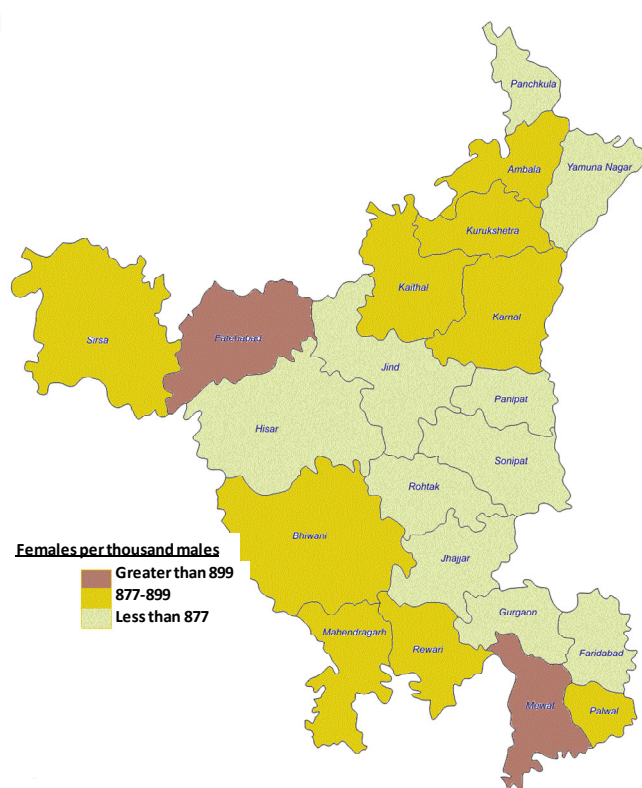 Panchkula
Ambala
Yamuna Nagar
Kurukshetra
Kaithal
Karnal
Sirsa
Fatehabad
Jind
Panipat
Hisar
Sonipat
Rohtak
Bhiwani
Jhajjar
Females per thousand males
Greater than 899
877-899
Less than 877
Gurgaon
Mahendragarh
Rewari
Faridabad
Mewat
Palwal